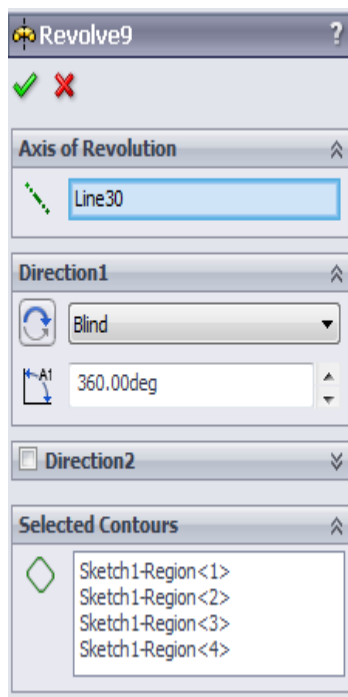 Revolve9 ?
Axis of Revolution
Line30
Direction1
Blind
A1
360.00deg
Direction2
Selected Contours
Sketch1-Region<1>
Sketch1-Region<2>
Sketch1-Region<3>
Sketch1-Region<4>